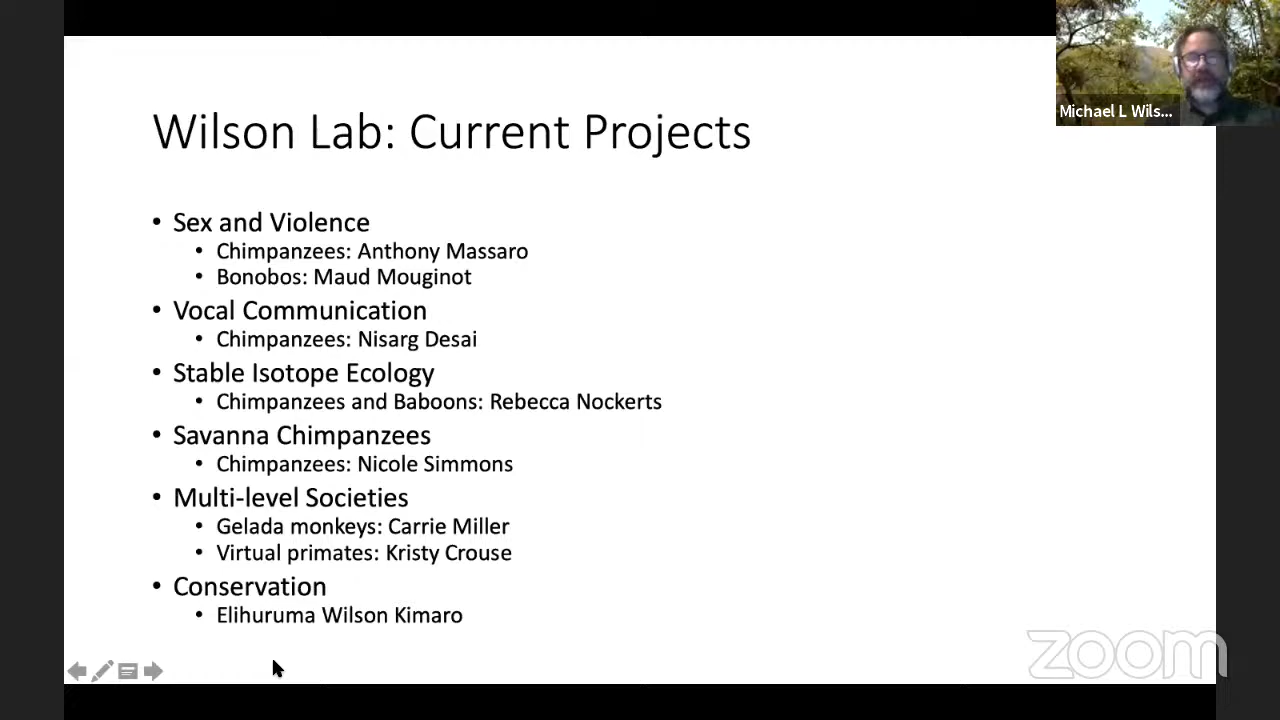 Michael L Wils...
Wilson Lab: Current Projects
• Sex and Violence
• Chimpanzees: Anthony Massaro
• Bonobos: Maud Mouginot
• Vocal Communication
• Chimpanzees: Nisarg Desai
• Stable Isotope Ecology
• Chimpanzees and Baboons: Rebecca Nockerts
• Savanna Chimpanzees
• Chimpanzees: Nicole Simmons
• Multi-level Societies
• Gelada monkeys: Carrie Miller
• Virtual primates: Kristy Crouse
• Conservation
• Elihuruma Wilson Kimaro
zoom